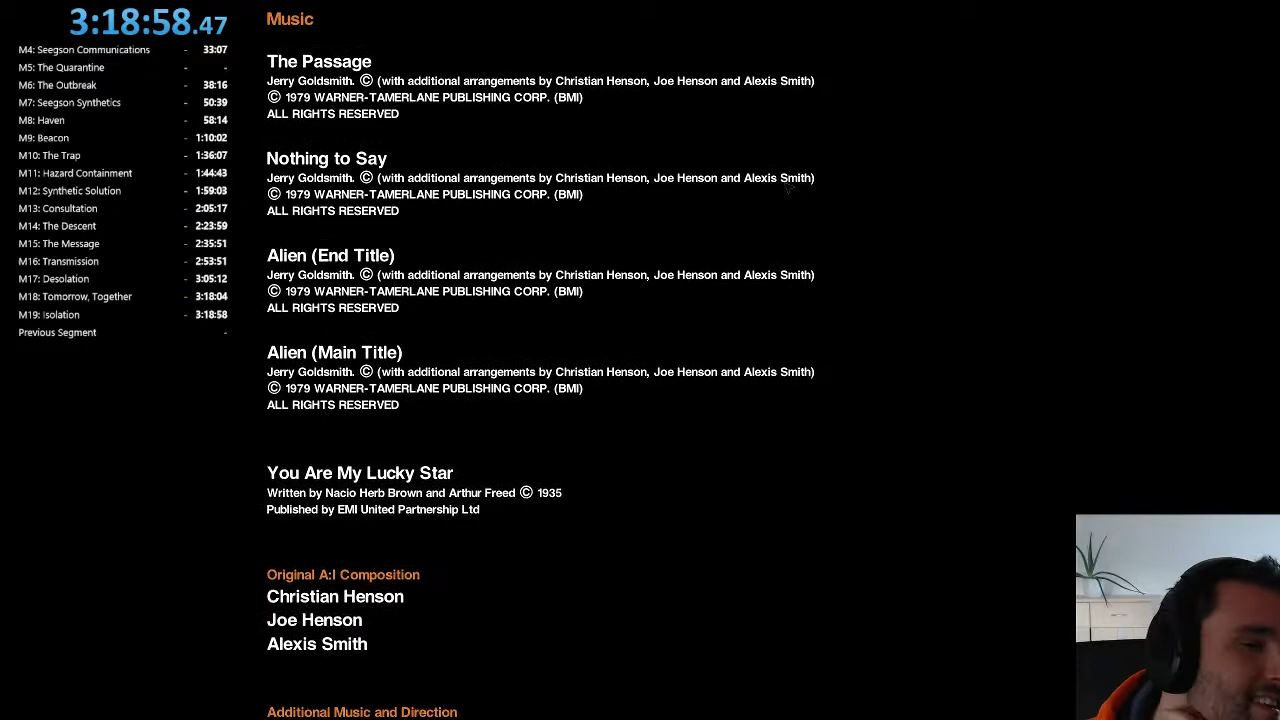 3:18:58.47
M4: Seegson Communications - 33:07
M5: The Quarantine - -
M6: The Outbreak - 38:16
M7: Seegson Synthetics - 50:39
M8: Haven - 58:14
M9: Beacon - 1:10:02
M10: The Trap - 1:36:07
M11: Hazard Containment - 1:44:43
M12: Synthetic Solution - 1:59:03
M13: Consultation - 2:05:17
M14: The Descent - 2:23:59
M15: The Message - 2:35:51
M16: Transmission - 2:53:51
M17: Desolation - 3:05:12
M18: Tomorrow, Together - 3:18:04
M19: Isolation - 3:18:58
Previous Segment -
Music
The Passage
Jerry Goldsmith. © (with additional arrangements by Christian Henson, Joe Henson and Alexis Smith)
© 1979 WARNER-TAMERLANE PUBLISHING CORP. (BMI)
ALL RIGHTS RESERVED
Nothing to Say
Jerry Goldsmith. © (with additional arrangements by Christian Henson, Joe Henson and Alexis Smith)
© 1979 WARNER-TAMERLANE PUBLISHING CORP. (BMI)
ALL RIGHTS RESERVED
Alien (End Title)
Jerry Goldsmith. © (with additional arrangements by Christian Henson, Joe Henson and Alexis Smith)
© 1979 WARNER-TAMERLANE PUBLISHING CORP. (BMI)
ALL RIGHTS RESERVED
Alien (Main Title)
Jerry Goldsmith. © (with additional arrangements by Christian Henson, Joe Henson and Alexis Smith)
© 1979 WARNER-TAMERLANE PUBLISHING CORP. (BMI)
ALL RIGHTS RESERVED
You Are My Lucky Star
Written by Nacio Herb Brown and Arthur Freed © 1935
Published by EMI United Partnership Ltd
Original A:I Composition
Christian Henson
Joe Henson
Alexis Smith
Additional Music and Direction